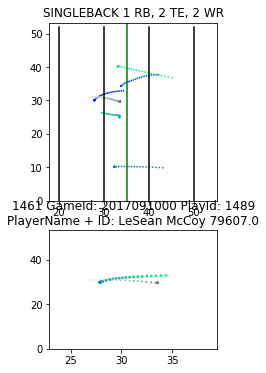 SINGLEBACK 1 RB, 2 TE, 2 WR
50
40
30
20
10
0
20 30 40 50
1461 GameId: 2017091000 PlayId: 1489
PlayerName + ID: LeSean McCoy 79607.0
40
20
0
25 30 35